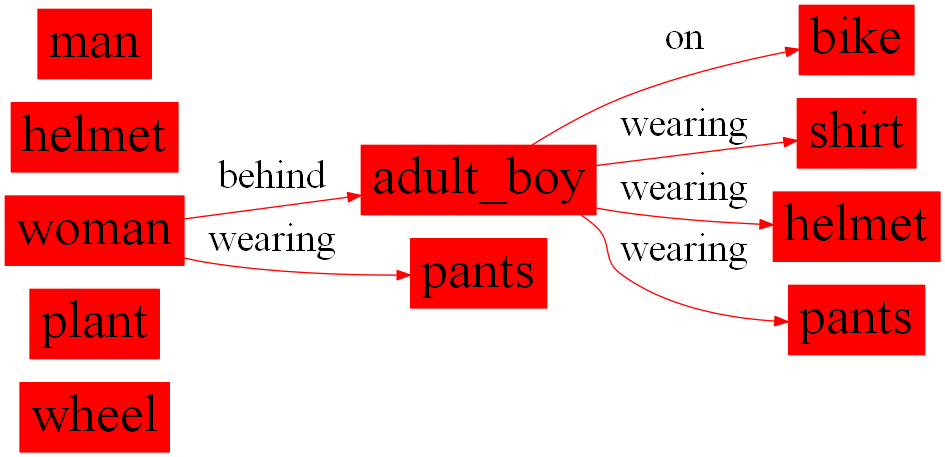 man
helmet
woman
plant
wheel
behind
wearing
adult_boy
pants
on
wearing
wearing
wearing
bike
shirt
helmet
pants